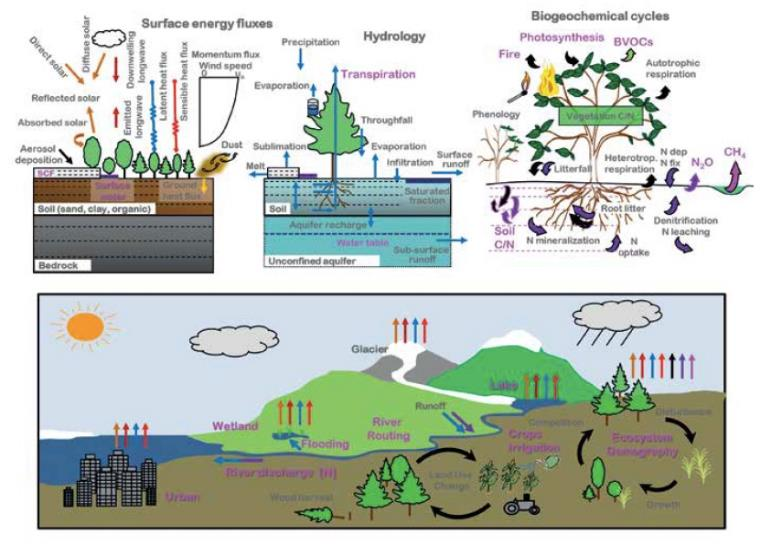 Surface energy fluxes
Direct solar
Diffuse solar
Downwelling
longwave
Latent heat flux
Sensible heat flux
Momentum flux
Wind speed
0
Reflected solar
Absorbed solar
Emitted
longwave
Aerosol
deposition
Dust
SCF
Surface
water
Ground
heat flux
Soil (sand, clay, organic)
Bedrock
Hydrology
Precipitation
Transpiration
Evaporation
Throughfall
Sublimation
Evaporation
Melt
Infiltration
Surface
runoff
Saturated
fraction
Soil
Aquifer recharge
Water table
Sub-surface
runoff
Unconfined aquifer
Biogeochemical cycles
Photosynthesis
BVOCs
Fire
Autotrophic
respiration
Phenology
Vegetation C/N
Litterfall
Heterotrop.
respiration
N dep
N fix
N₂O
CH₄
Root litter
Soil
C/N
N mineralization
N
uptake
Denitrification
N leaching
Glacier
Lake
Runoff
River
Routing
Wetland
Flooding
River discharge (N)
Urban
Wood harvest
Land Use
Change
Crops
Irrigation
Competition
Disturbance
Ecosystem
Demography
Growth